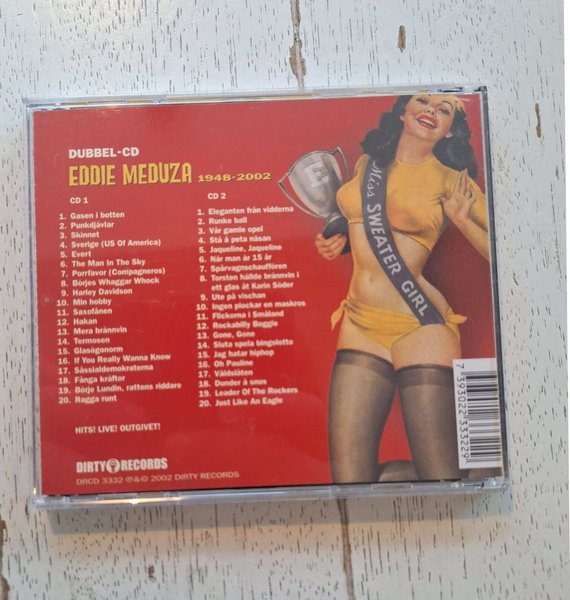 DUBBEL-CD
EDDIE MEDUZA 1948-2002
CD 1
1. Gasen i botten
2. Punkdjävlar
3. Skinnet
4. Sverige (US Of America)
5. Evert
6. The Man In The Sky
7. Porrfavor (Compagneros)
8. Börjes Whaggar Whock
9. Harley Davidson
10. Min hobby
11. Saxofånen
12. Hakan
13. Mera brännvin
14. Termosen
15. Glasögonorm
16. If You Really Wanna Know
17. Såssialdemokraterna
18. Fånga kräftor
19. Börje Lundin, rattens riddare
20. Ragga runt
CD 2
1. Eleganten från vidderna
2. Runke ball
3. Vår gamle opel
4. Stå å peta näsan
5. Jaqueline, Jaqueline
6. När man är 15 år
7. Spårvagnschauffören
8. Torsten hällde brännvin i
ett glas åt Karin Söder
9. Ute på vischan
10. Ingen plockar en maskros
11. Flickorna i Småland
12. Rockabilly Boggie
13. Gone, Gone
14. Sluta spela bingolotto
15. Jag hatar hiphop
16. Oh Pauline
17. Våldslåten
18. Dunder å snus
19. Leader Of The Rockers
20. Just Like An Eagle
HITS! LIVE! OUTGIVET!
DIRTY RECORDS
DRCD 3332 ℗&© 2002 DIRTY RECORDS
E
Miss SWEATER GIRL
7 393022 333229